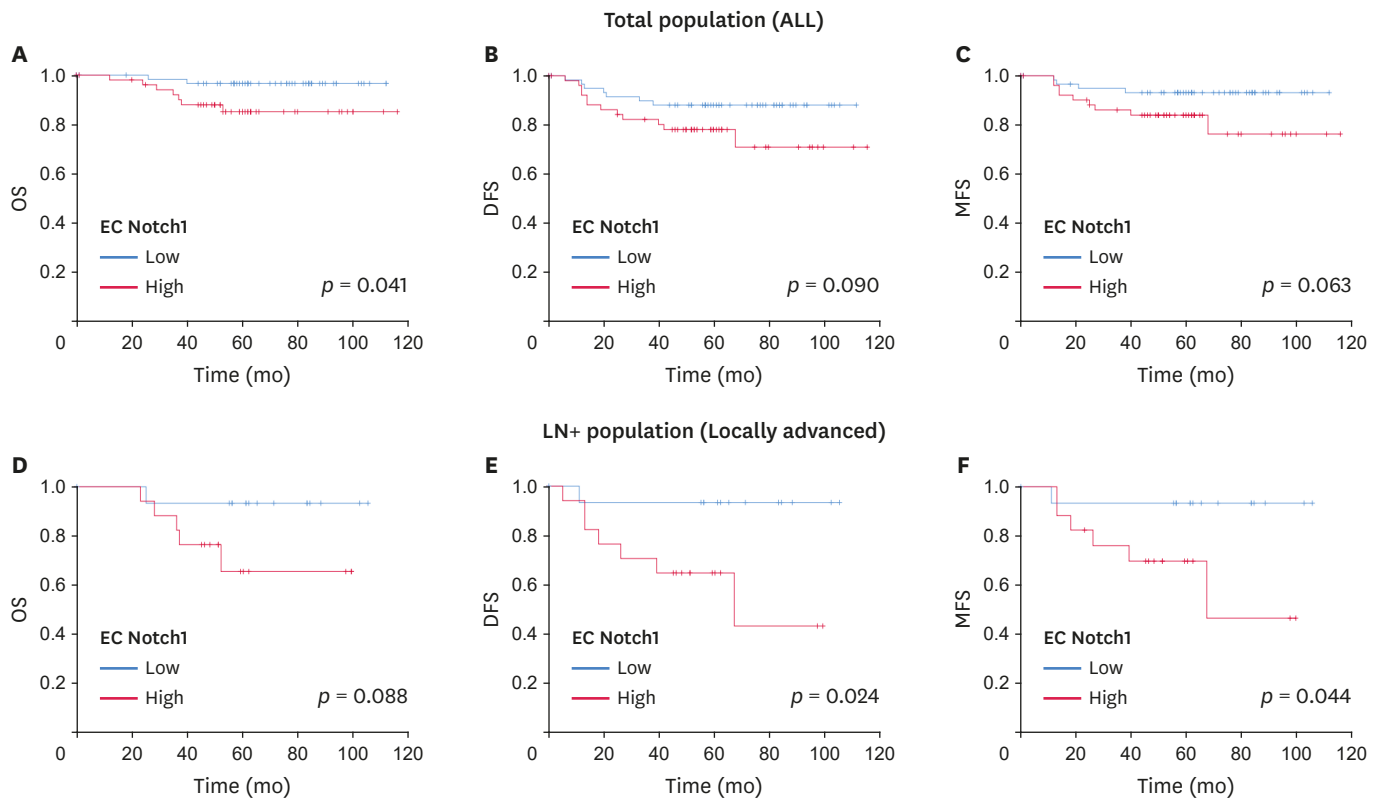 Total population (ALL)
A
1.0
0.8
0.6
0.4
0.2
0
20
40
60
80
100
120
OS
Time (mo)
EC Notch1
Low
High
p = 0.041
B
1.0
0.8
0.6
0.4
0.2
0
20
40
60
80
100
120
DFS
Time (mo)
EC Notch1
Low
High
p = 0.090
C
1.0
0.8
0.6
0.4
0.2
0
20
40
60
80
100
120
MFS
Time (mo)
EC Notch1
Low
High
p = 0.063
LN+ population (Locally advanced)
D
1.0
0.8
0.6
0.4
0.2
0
20
40
60
80
100
120
OS
Time (mo)
EC Notch1
Low
High
p = 0.088
E
1.0
0.8
0.6
0.4
0.2
0
20
40
60
80
100
120
DFS
Time (mo)
EC Notch1
Low
High
p = 0.024
F
1.0
0.8
0.6
0.4
0.2
0
20
40
60
80
100
120
MFS
Time (mo)
EC Notch1
Low
High
p = 0.044